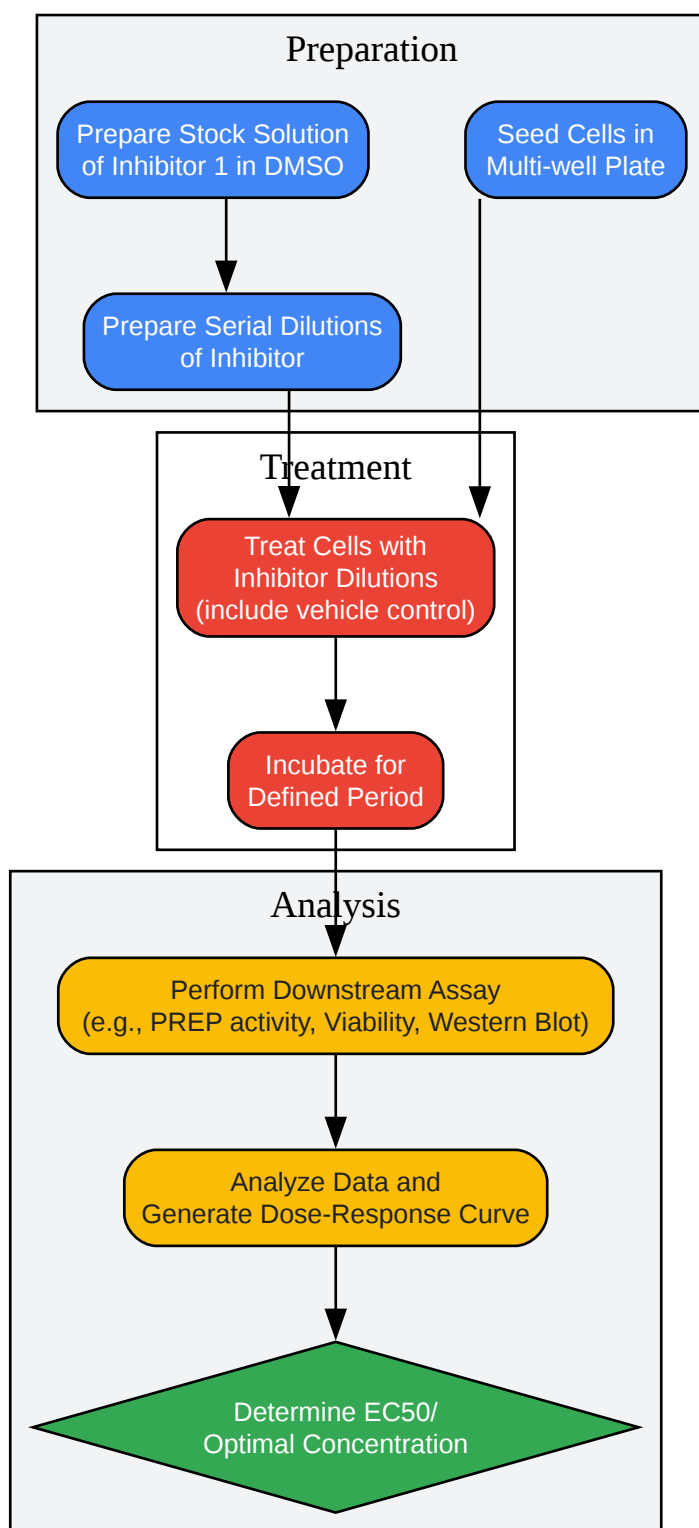 Preparation
Prepare Stock Solution
of Inhibitor 1 in DMSO
Seed Cells in
Multi-well Plate
Prepare Serial Dilutions
of Inhibitor
Treatment
Treat Cells with
Inhibitor Dilutions
(include vehicle control)
Incubate for
Defined Period
Analysis
Perform Downstream Assay
(e.g., PREP activity, Viability, Western Blot)
Analyze Data and
Generate Dose-Response Curve
Determine EC50/
Optimal Concentration